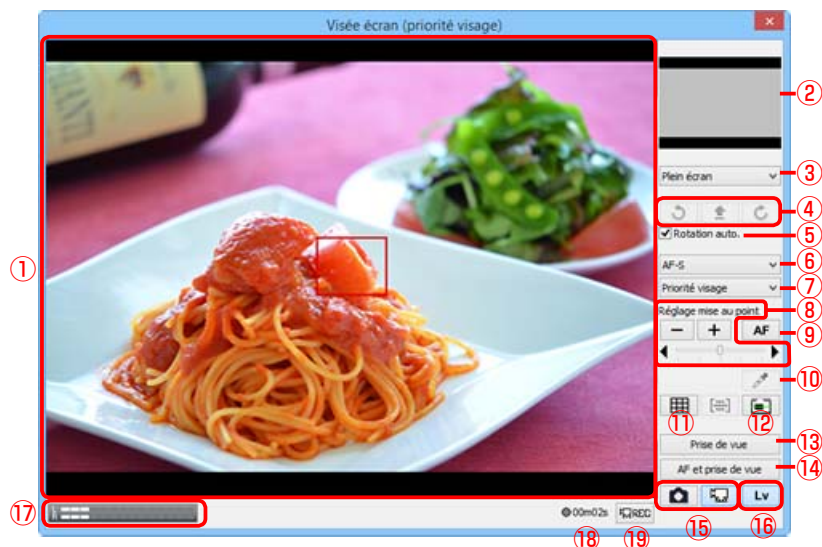 Visée écran (priorité visage)
①
②
Plein écran
③
④
Rotation auto.
⑤
AF-S
⑥
Priorité visage
⑦
Réglage mise au point
⑧
AF
⑨
⑩
⑪
⑫
Prise de vue
⑬
AF et prise de vue
⑭
Lv
⑮
⑯
⑰
00m02s
REC
⑱
⑲